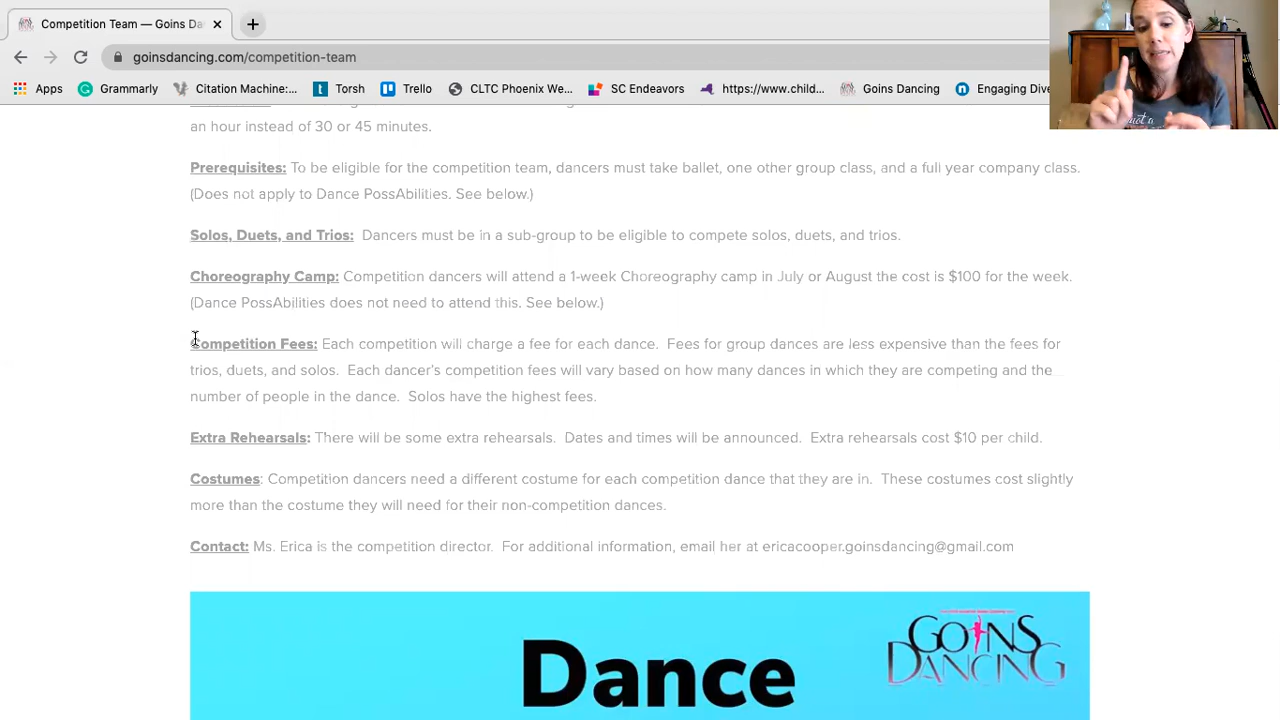 Competition Team — Goins Da
goinsdancing.com/competition-team
Apps Grammarly Citation Machine:... Torsh Trello CLTC Phoenix We... SC Endeavors https://www.child... Goins Dancing Engaging Dive
an hour instead of 30 or 45 minutes.
Prerequisites: To be eligible for the competition team, dancers must take ballet, one other group class, and a full year company class.
(Does not apply to Dance PossAbilities. See below.)
Solos, Duets, and Trios: Dancers must be in a sub-group to be eligible to compete solos, duets, and trios.
Choreography Camp: Competition dancers will attend a 1-week Choreography camp in July or August the cost is $100 for the week.
(Dance PossAbilities does not need to attend this. See below.)
Competition Fees: Each competition will charge a fee for each dance. Fees for group dances are less expensive than the fees for
trios, duets, and solos. Each dancer's competition fees will vary based on how many dances in which they are competing and the
number of people in the dance. Solos have the highest fees.
Extra Rehearsals: There will be some extra rehearsals. Dates and times will be announced. Extra rehearsals cost $10 per child.
Costumes: Competition dancers need a different costume for each competition dance that they are in. These costumes cost slightly
more than the costume they will need for their non-competition dances.
Contact: Ms. Erica is the competition director. For additional information, email her at ericacooper.goinsdancing@gmail.com
Dance
GOINS
DANCING